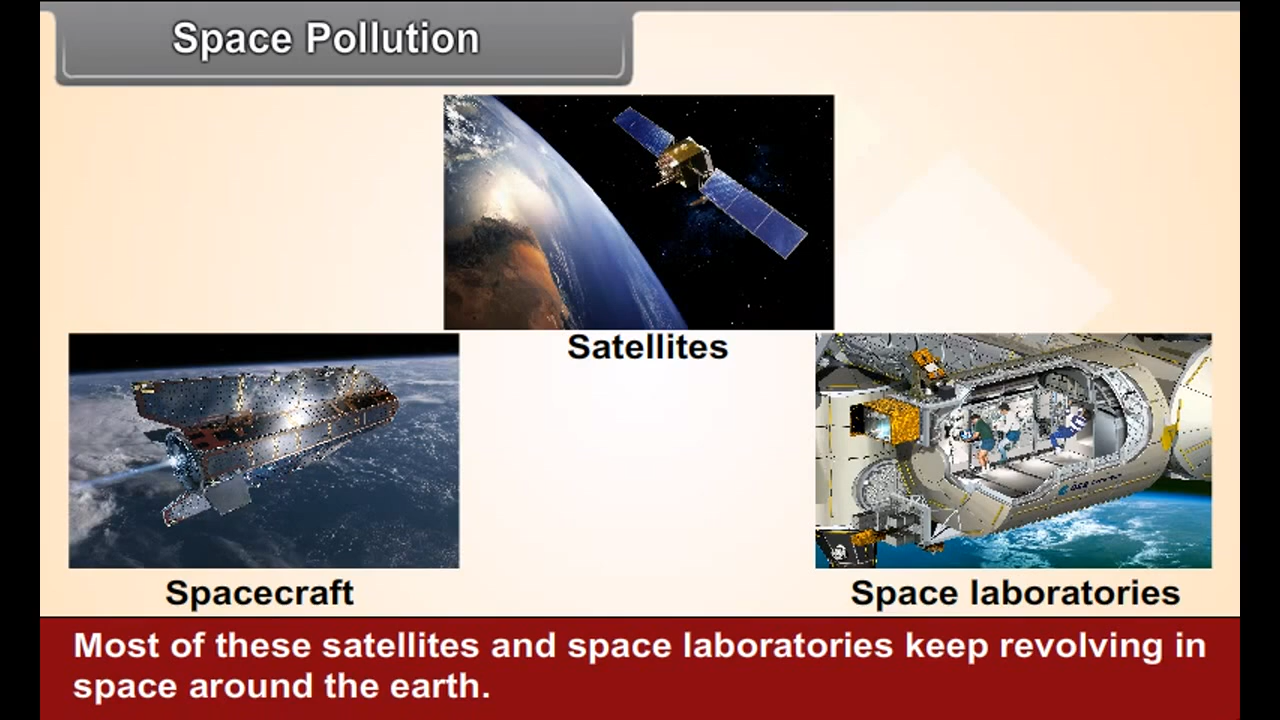 Space Pollution
Satellites
Spacecraft
Space laboratories
Most of these satellites and space laboratories keep revolving in
space around the earth.